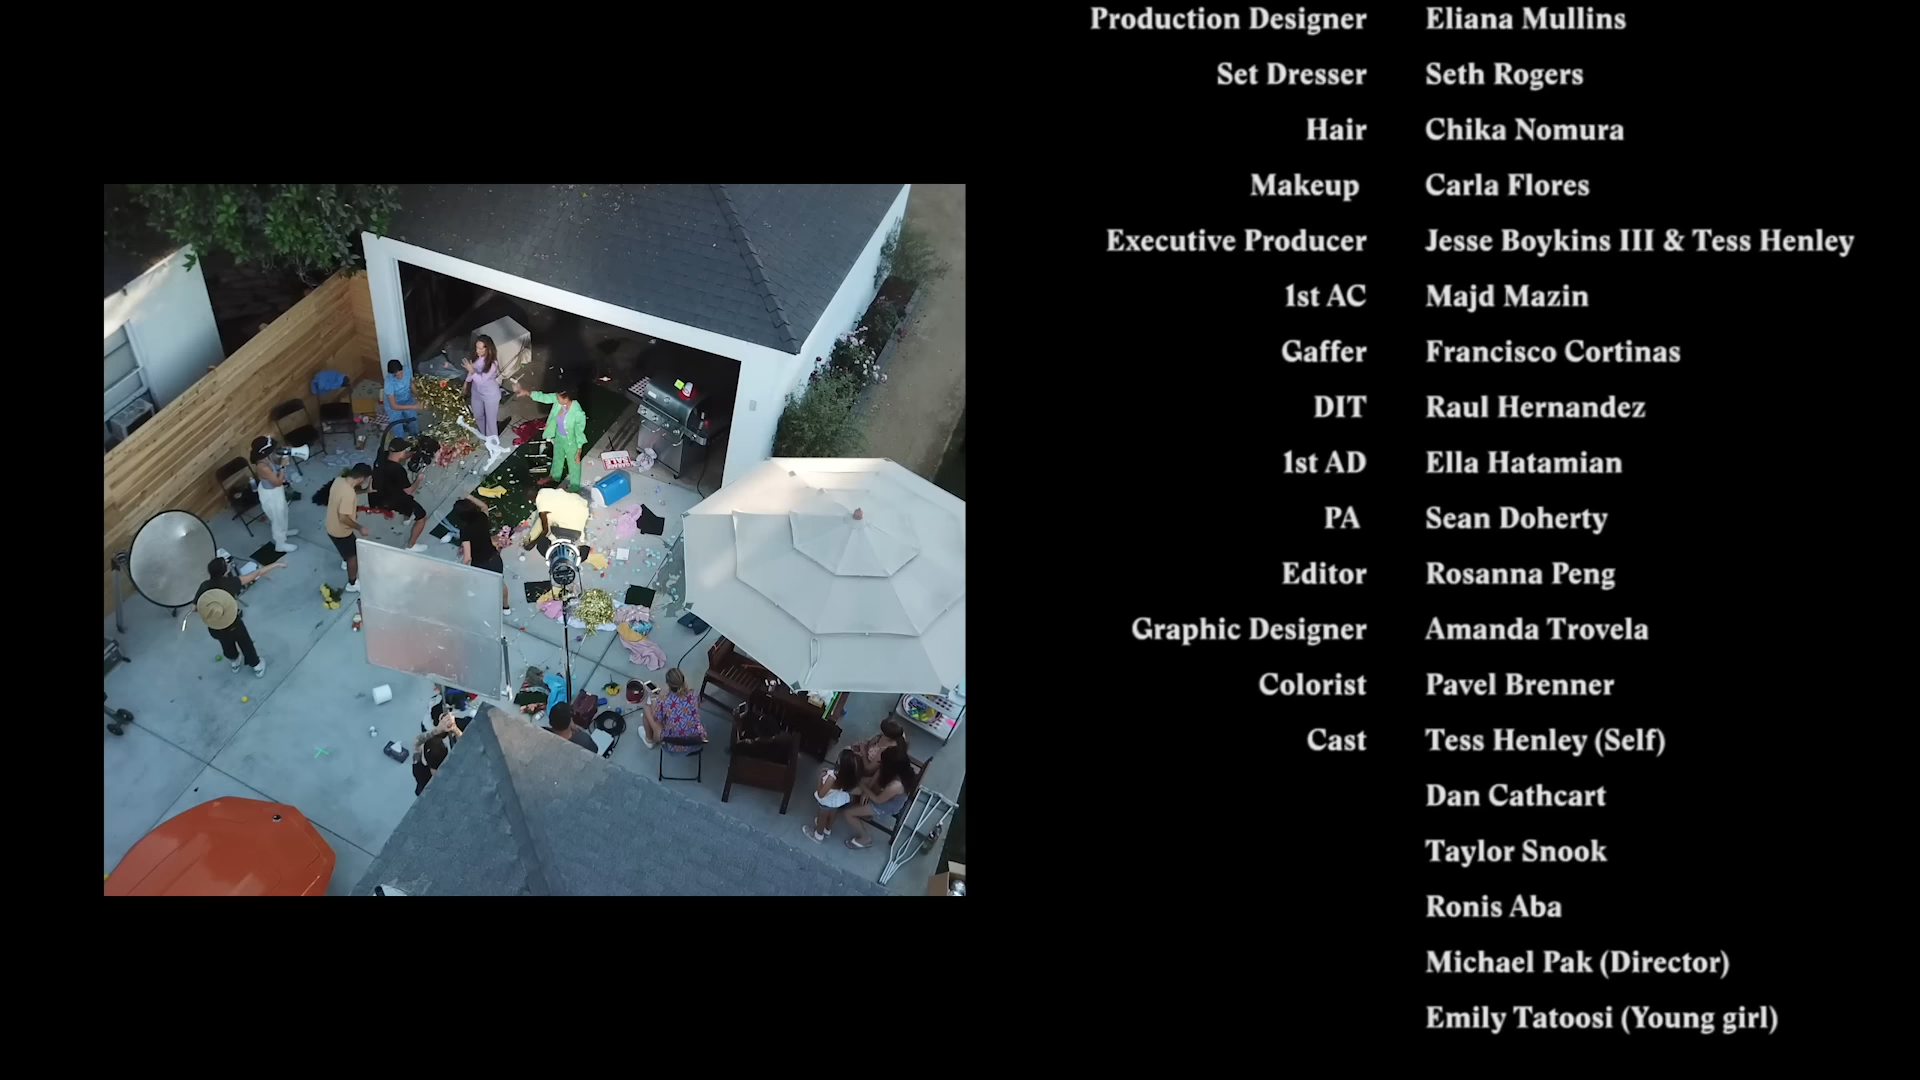 Production Designer Eliana Mullins
Set Dresser Seth Rogers
Hair Chika Nomura
Makeup Carla Flores
Executive Producer Jesse Boykins III & Tess Henley
1st AC Majd Mazin
Gaffer Francisco Cortinas
DIT Raul Hernandez
1st AD Ella Hatamian
PA Sean Doherty
Editor Rosanna Peng
Graphic Designer Amanda Trovela
Colorist Pavel Brenner
Cast Tess Henley (Self)
Dan Cathcart
Taylor Snook
Ronis Aba
Michael Pak (Director)
Emily Tatoosi (Young girl)